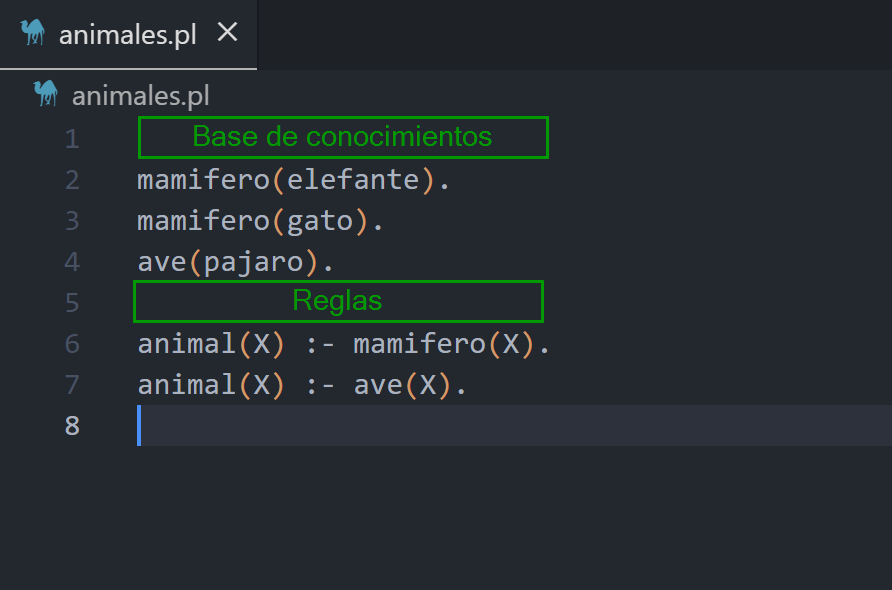 animales.pl
animales.pl
1 Base de conocimientos
2 mamifero(elefante).
3 mamifero(gato).
4 ave(pajaro).
5 Reglas
6 animal(X) :- mamifero(X).
7 animal(X) :- ave(X).
8